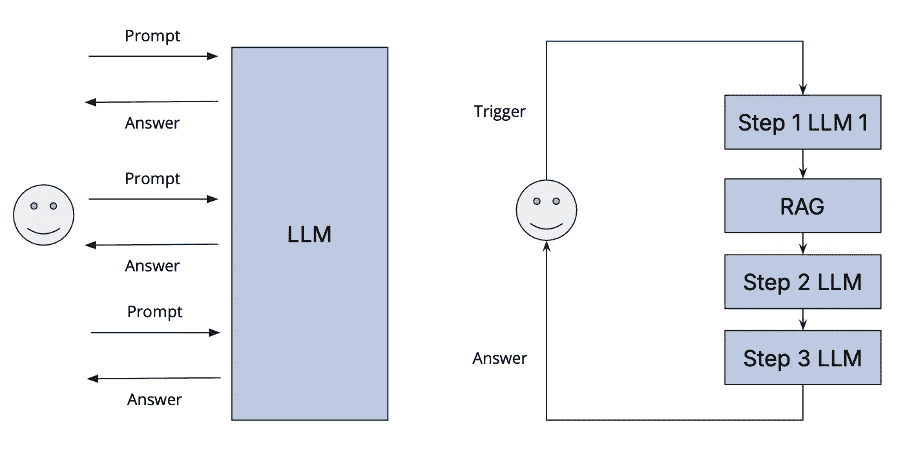 Prompt
Answer
Prompt
Answer
Prompt
Answer
LLM
Trigger
Answer
Step 1 LLM 1
RAG
Step 2 LLM
Step 3 LLM